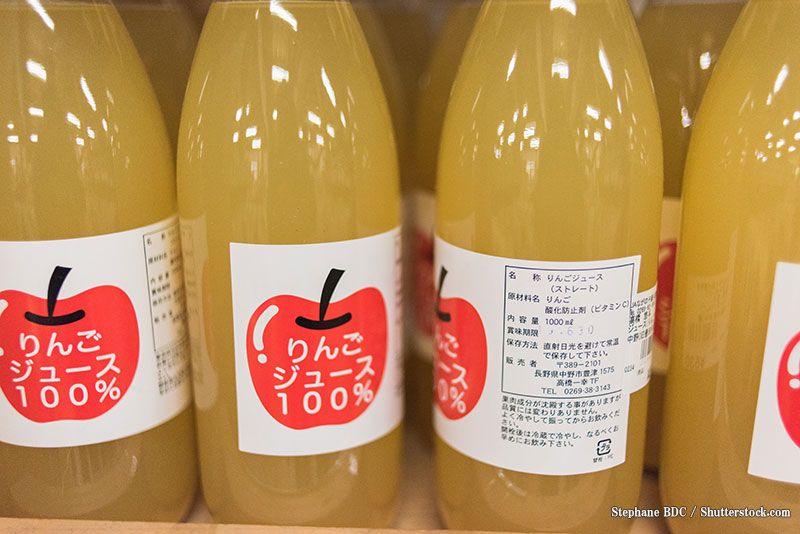 りんご
ジュース
100%
りんご
ジュース
100%
んご
ース
0%
名 称 りんごジュース
(ストレート)
原材料名 りんご
酸化防止剤(ビタミンC)
内容量 1000mℓ
賞味期限
保存方法 直射日光を避けて常温
で保存して下さい。
販売者 〒389-2101
長野県中野市豊津1575
高橋一幸TF
TEL 0269-38-3143
果肉成分が沈殿する事がありますが
品質には変わりありません。
よく冷やして振ってからお飲みくだ
さい。
開栓後は冷蔵で冷やし、なるべくお
早めにお飲み下さい。
Stephane BDC / Shutterstock.com